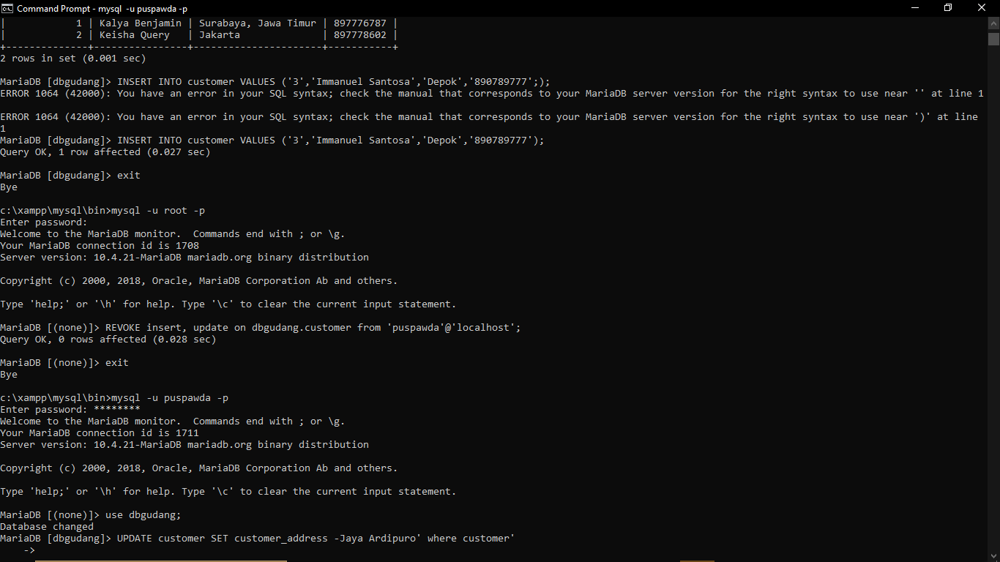 Command Prompt - mysql -u puspawda -p
|            1 | Kalya Benjamin | Surabaya, Jawa Timur | 897776787 |
|            2 | Keisha Query   | Jakarta              | 897778602 |
+--------------+----------------+----------------------+-----------+
2 rows in set (0.001 sec)
MariaDB [dbgudang]> INSERT INTO customer VALUES ('3','Immanuel Santosa','Depok','890789777';);
ERROR 1064 (42000): You have an error in your SQL syntax; check the manual that corresponds to your MariaDB server version for the right syntax to use near '' at line 1
ERROR 1064 (42000): You have an error in your SQL syntax; check the manual that corresponds to your MariaDB server version for the right syntax to use near ')' at line
1
MariaDB [dbgudang]> INSERT INTO customer VALUES ('3','Immanuel Santosa','Depok','890789777');
Query OK, 1 row affected (0.027 sec)
MariaDB [dbgudang]> exit
Bye
c:\xampp\mysql\bin>mysql -u root -p
Enter password:
Welcome to the MariaDB monitor.  Commands end with ; or \g.
Your MariaDB connection id is 1708
Server version: 10.4.21-MariaDB mariadb.org binary distribution
Copyright (c) 2000, 2018, Oracle, MariaDB Corporation Ab and others.
Type 'help;' or '\h' for help. Type '\c' to clear the current input statement.
MariaDB [(none)]> REVOKE insert, update on dbgudang.customer from 'puspawda'@'localhost';
Query OK, 0 rows affected (0.028 sec)
MariaDB [(none)]> exit
Bye
c:\xampp\mysql\bin>mysql -u puspawda -p
Enter password: ********
Welcome to the MariaDB monitor.  Commands end with ; or \g.
Your MariaDB connection id is 1711
Server version: 10.4.21-MariaDB mariadb.org binary distribution
Copyright (c) 2000, 2018, Oracle, MariaDB Corporation Ab and others.
Type 'help;' or '\h' for help. Type '\c' to clear the current input statement.
MariaDB [(none)]> use dbgudang;
Database changed
MariaDB [dbgudang]> UPDATE customer SET customer_address -Jaya Ardipuro' where customer'
    ->